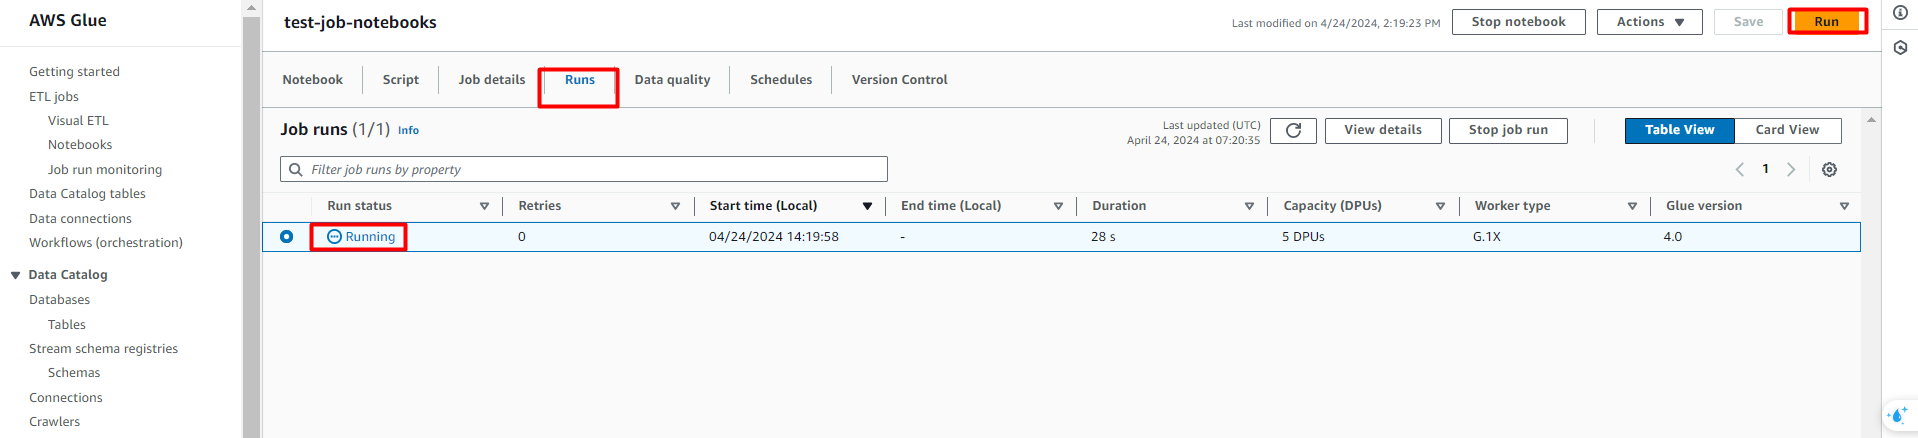 AWS Glue
Getting started
ETL jobs
Visual ETL
Notebooks
Job run monitoring
Data Catalog tables
Data connections
Workflows (orchestration)
Data Catalog
Databases
Tables
Stream schema registries
Schemas
Connections
Crawlers
test-job-notebooks
Last modified on 4/24/2024, 2:19:23 PM
Stop notebook
Actions
Save
Run
Notebook
Script
Job details
Runs
Data quality
Schedules
Version Control
Job runs (1/1) Info
Last updated (UTC)
April 24, 2024 at 07:20:35
View details
Stop job run
Table View
Card View
Filter job runs by property
1
Run status
Retries
Start time (Local)
End time (Local)
Duration
Capacity (DPUs)
Worker type
Glue version
Running
0
04/24/2024 14:19:58
-
28 s
5 DPUs
G.1X
4.0